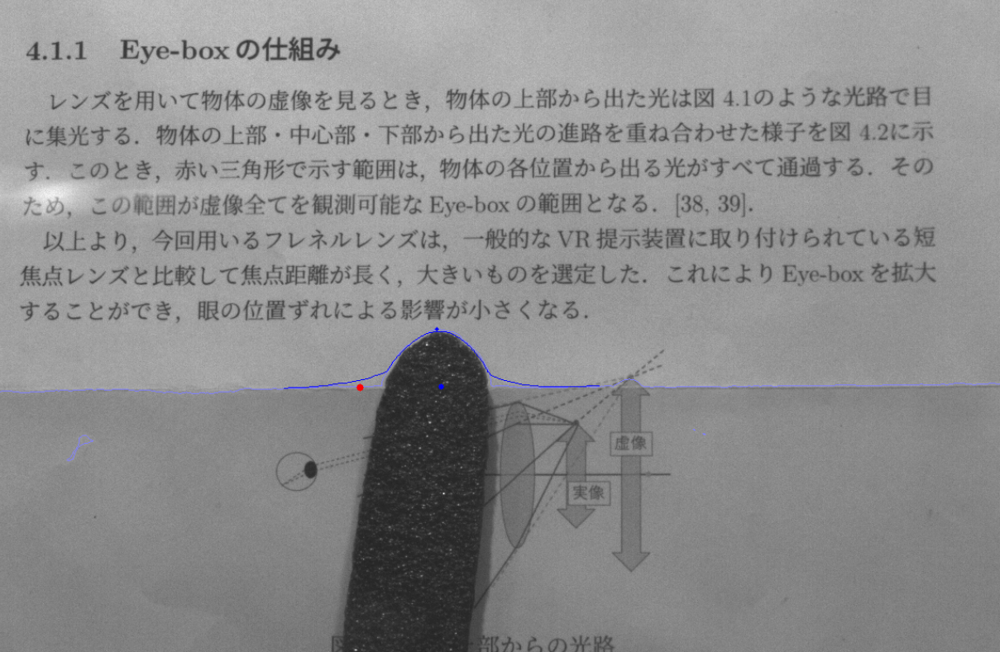 4.1.1 Eye-boxの仕組み
レンズを用いて物体の虚像を見るとき，物体の上部から出た光は図 4.1のような光路で目
に集光する．物体の上部・中心部・下部から出た光の進路を重ね合わせた様子を図 4.2に示
す．このとき，赤い三角形で示す範囲は，物体の各位置から出る光がすべて通過する．その
ため，この範囲が虚像全てを観測可能な Eye-box の範囲となる．[38, 39]．
以上より，今回用いるフレネルレンズは，一般的な VR 提示装置に取り付けられている短
焦点レンズと比較して焦点距離が長く，大きいものを選定した．これにより Eye-box を拡大
することができ，眼の位置ずれによる影響が小さくなる．
虚像
実像
図
部からの光路